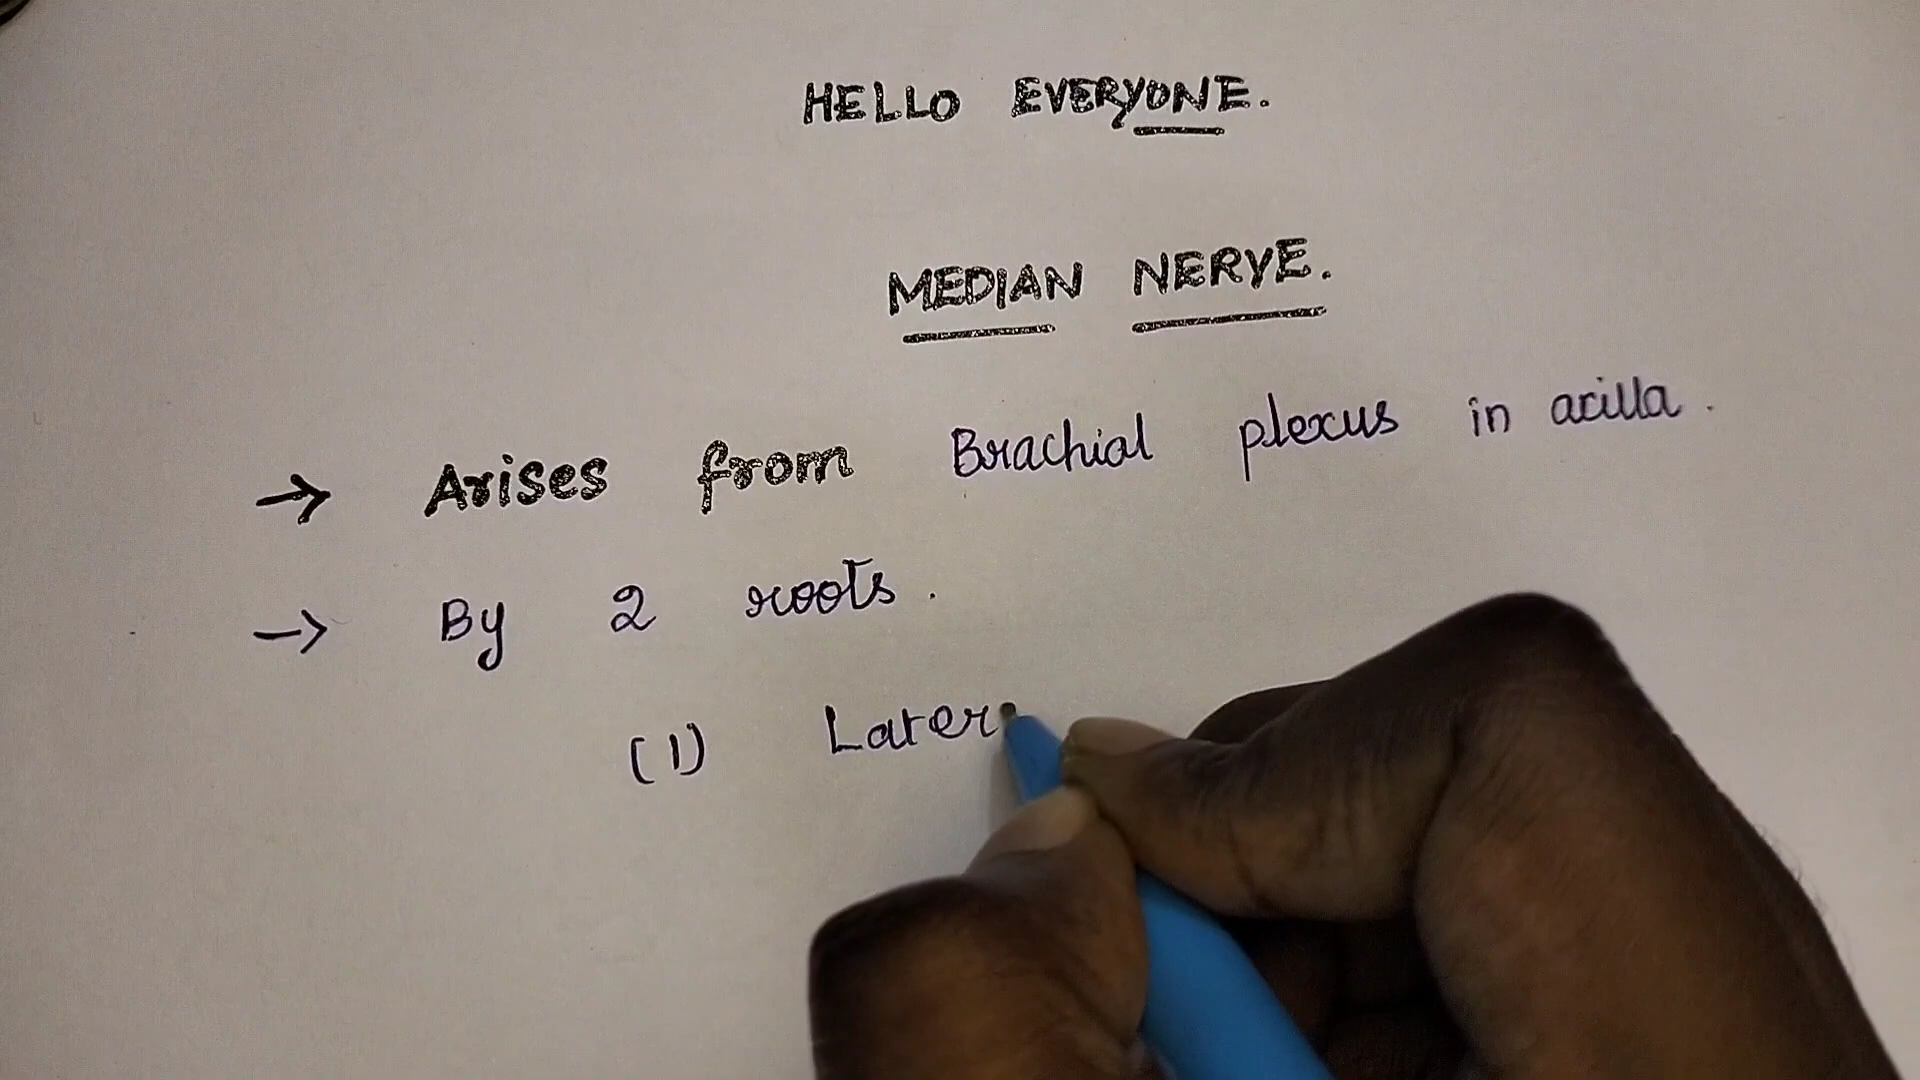 HELLO EVERYONE.
MEDIAN NERVE.
→ Arises from Brachial plexus in axilla.
→ By 2 roots.
(1) Later